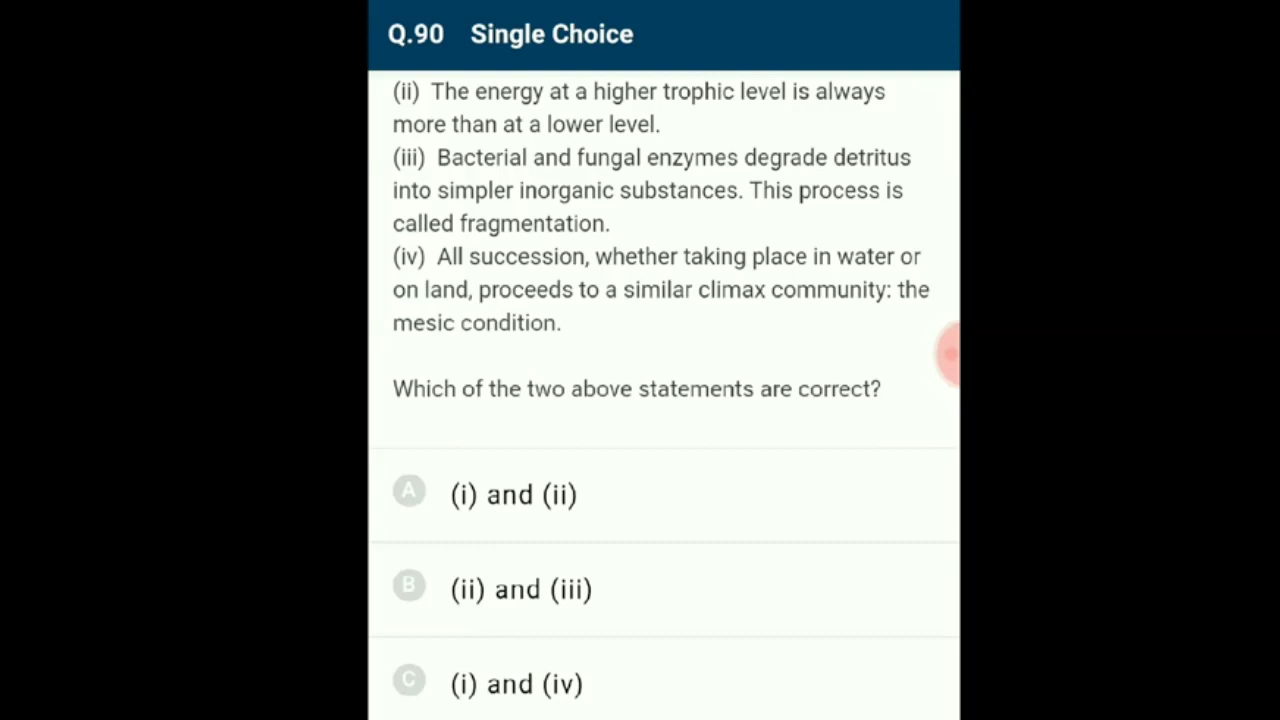 Q.90 Single Choice
(ii) The energy at a higher trophic level is always
more than at a lower level.
(iii) Bacterial and fungal enzymes degrade detritus
into simpler inorganic substances. This process is
called fragmentation.
(iv) All succession, whether taking place in water or
on land, proceeds to a similar climax community: the
mesic condition.
Which of the two above statements are correct?
A (i) and (ii)
B (ii) and (iii)
C (i) and (iv)